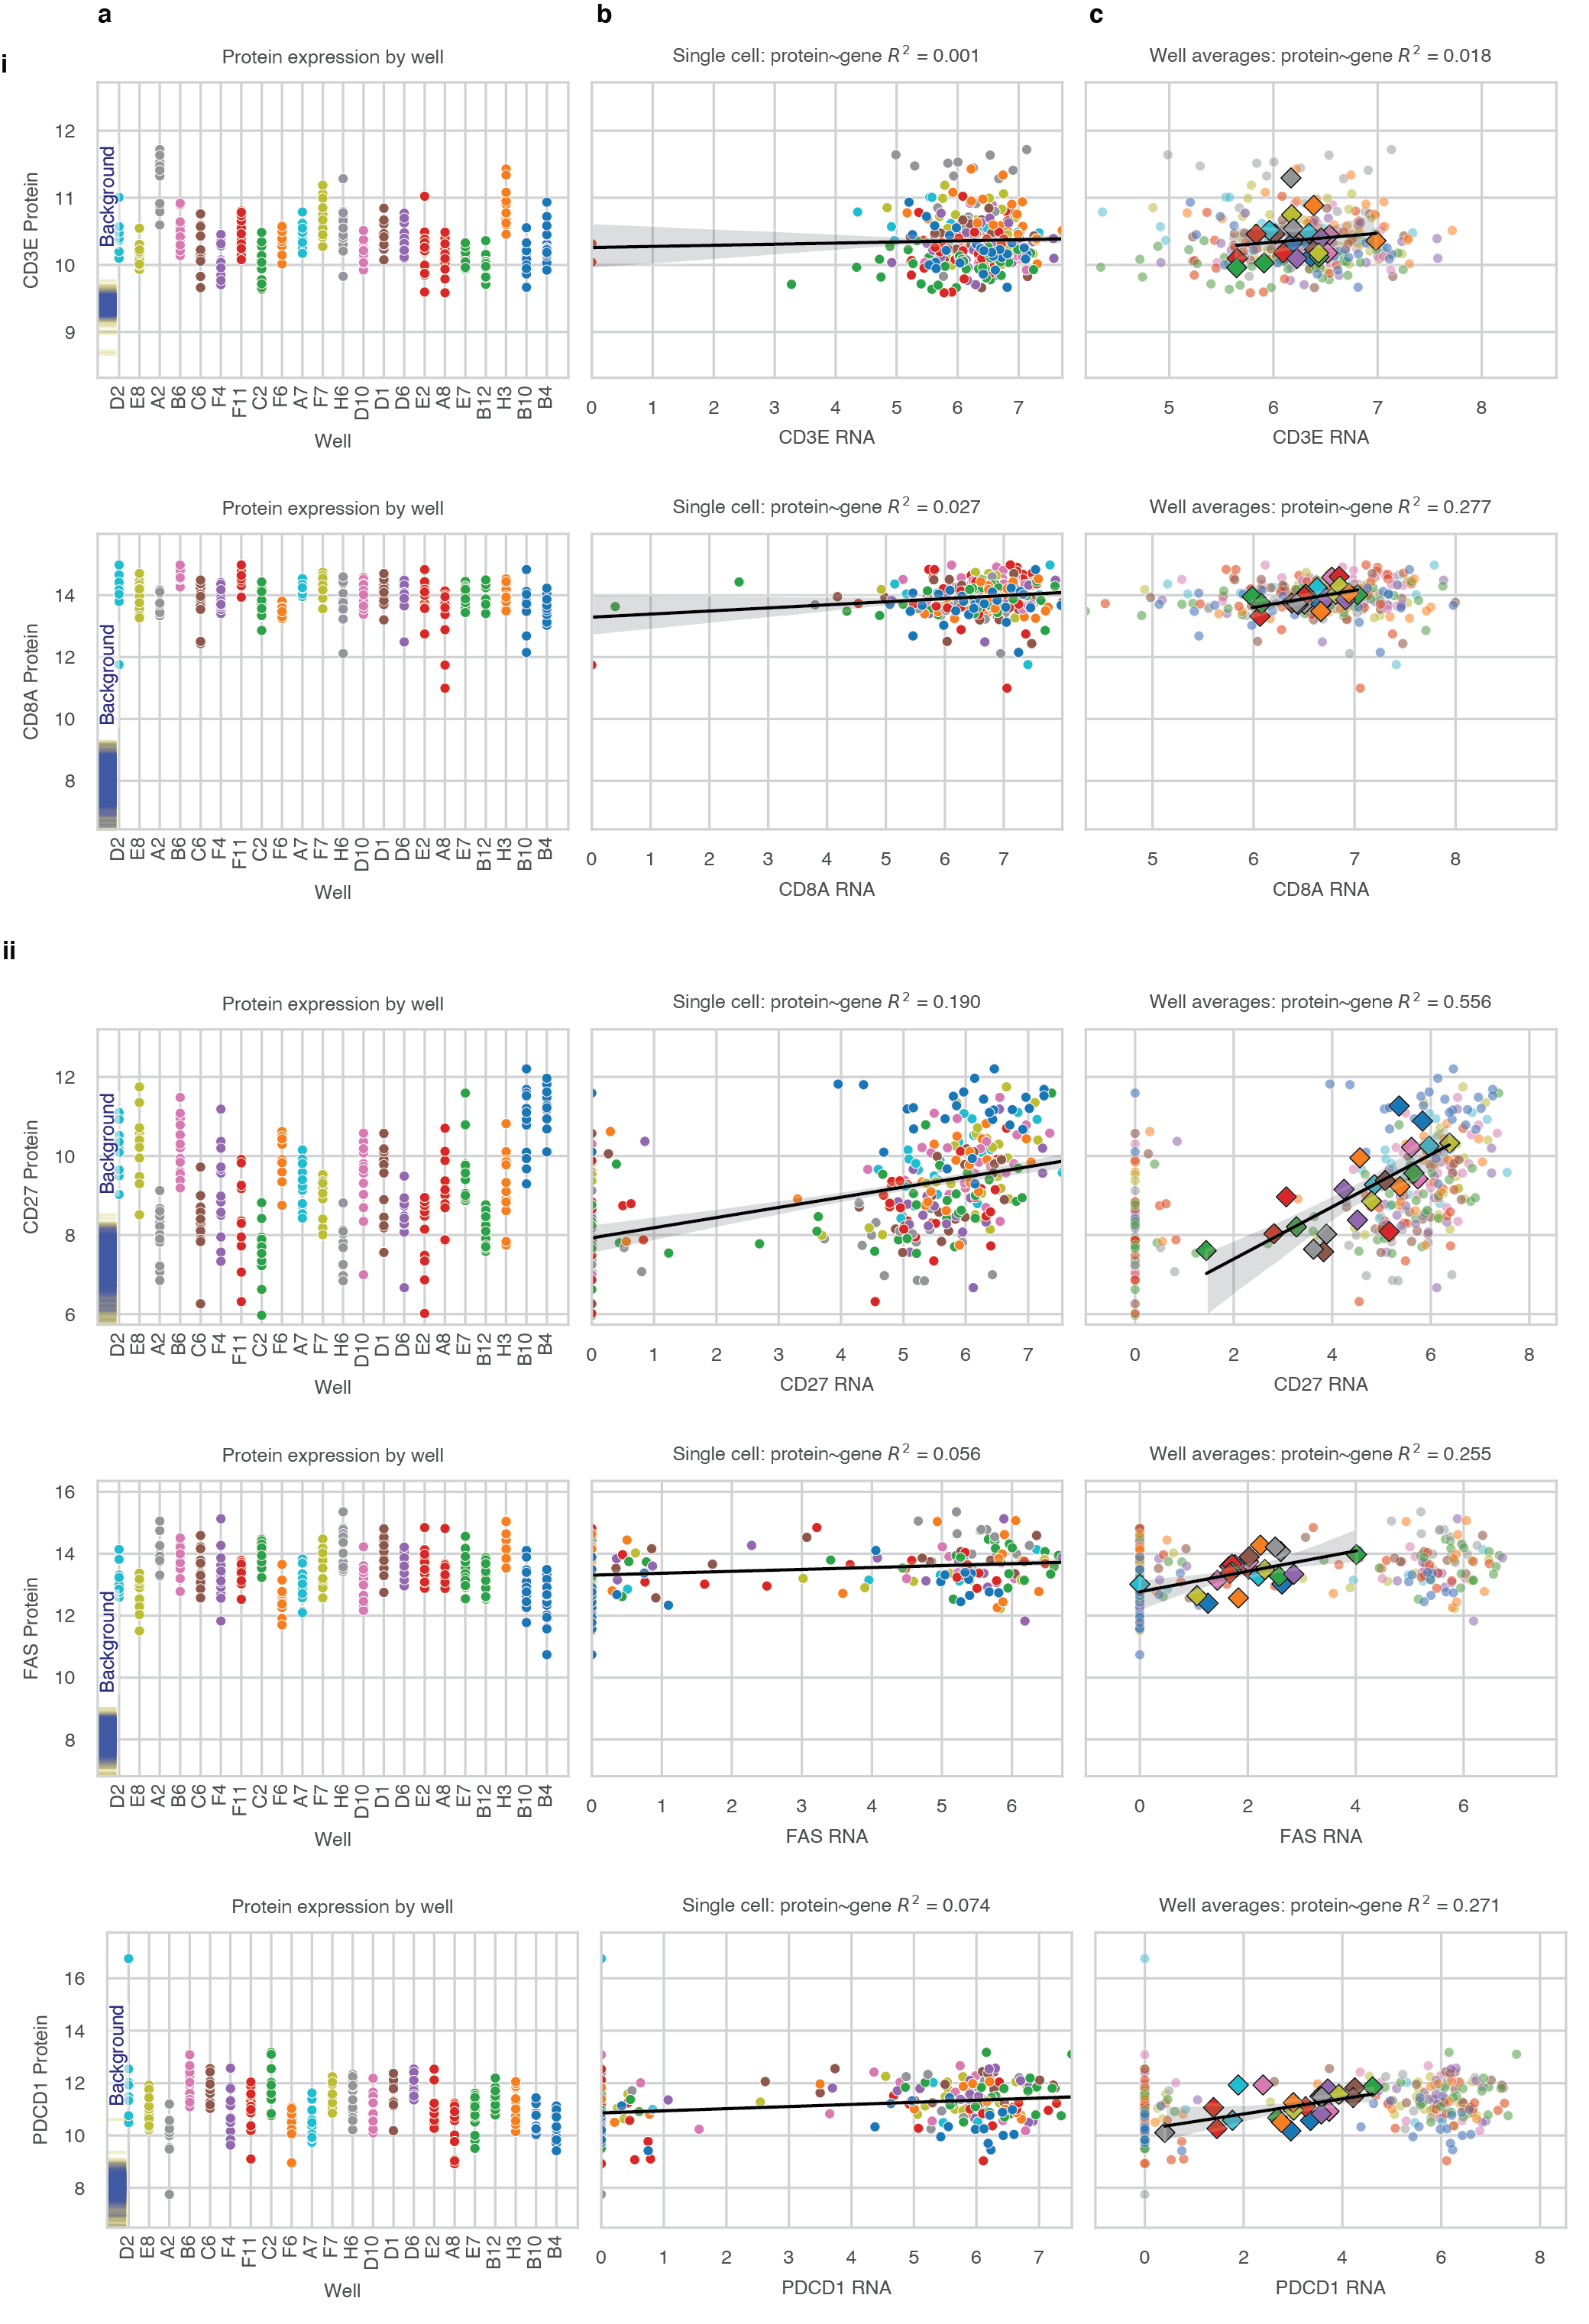 a b c
i
Protein expression by well
Single cell: protein~gene R² = 0.001
Well averages: protein~gene R² = 0.018
CD3E Protein
12
11
10
9
Background
D2 E8 A2 B6 C6 F4 F11 C2 F6 A7 F7 H6 D10 D1 D6 E2 A8 E7 B12 H3 B10 B4
Well
0 1 2 3 4 5 6 7
CD3E RNA
5 6 7 8
CD3E RNA
Protein expression by well
Single cell: protein~gene R² = 0.027
Well averages: protein~gene R² = 0.277
CD8A Protein
14
12
10
8
Background
D2 E8 A2 B6 C6 F4 F11 C2 F6 A7 F7 H6 D10 D1 D6 E2 A8 E7 B12 H3 B10 B4
Well
0 1 2 3 4 5 6 7
CD8A RNA
5 6 7 8
CD8A RNA
ii
Protein expression by well
Single cell: protein~gene R² = 0.190
Well averages: protein~gene R² = 0.556
CD27 Protein
12
10
8
6
Background
D2 E8 A2 B6 C6 F4 F11 C2 F6 A7 F7 H6 D10 D1 D6 E2 A8 E7 B12 H3 B10 B4
Well
0 1 2 3 4 5 6 7
CD27 RNA
0 2 4 6 8
CD27 RNA
Protein expression by well
Single cell: protein~gene R² = 0.056
Well averages: protein~gene R² = 0.255
FAS Protein
16
14
12
10
8
Background
D2 E8 A2 B6 C6 F4 F11 C2 F6 A7 F7 H6 D10 D1 D6 E2 A8 E7 B12 H3 B10 B4
Well
0 1 2 3 4 5 6
FAS RNA
0 2 4 6
FAS RNA
Protein expression by well
Single cell: protein~gene R² = 0.074
Well averages: protein~gene R² = 0.271
PDCD1 Protein
16
14
12
10
8
Background
D2 E8 A2 B6 C6 F4 F11 C2 F6 A7 F7 H6 D10 D1 D6 E2 A8 E7 B12 H3 B10 B4
Well
0 1 2 3 4 5 6 7
PDCD1 RNA
0 2 4 6 8
PDCD1 RNA